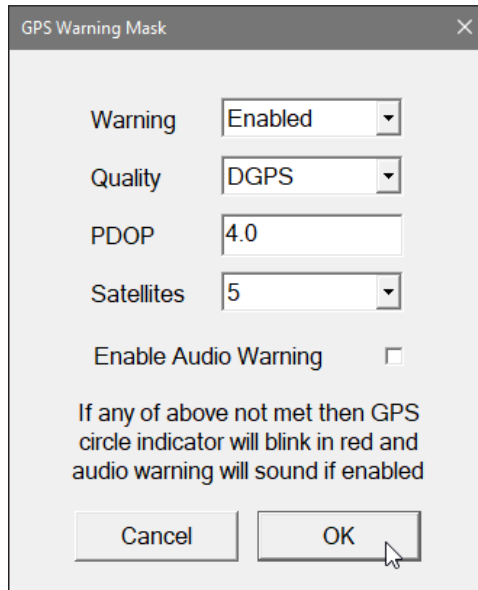 GPS Warning Mask
Warning Enabled
Quality DGPS
PDOP 4.0
Satellites 5
Enable Audio Warning
If any of above not met then GPS
circle indicator will blink in red and
audio warning will sound if enabled
Cancel OK